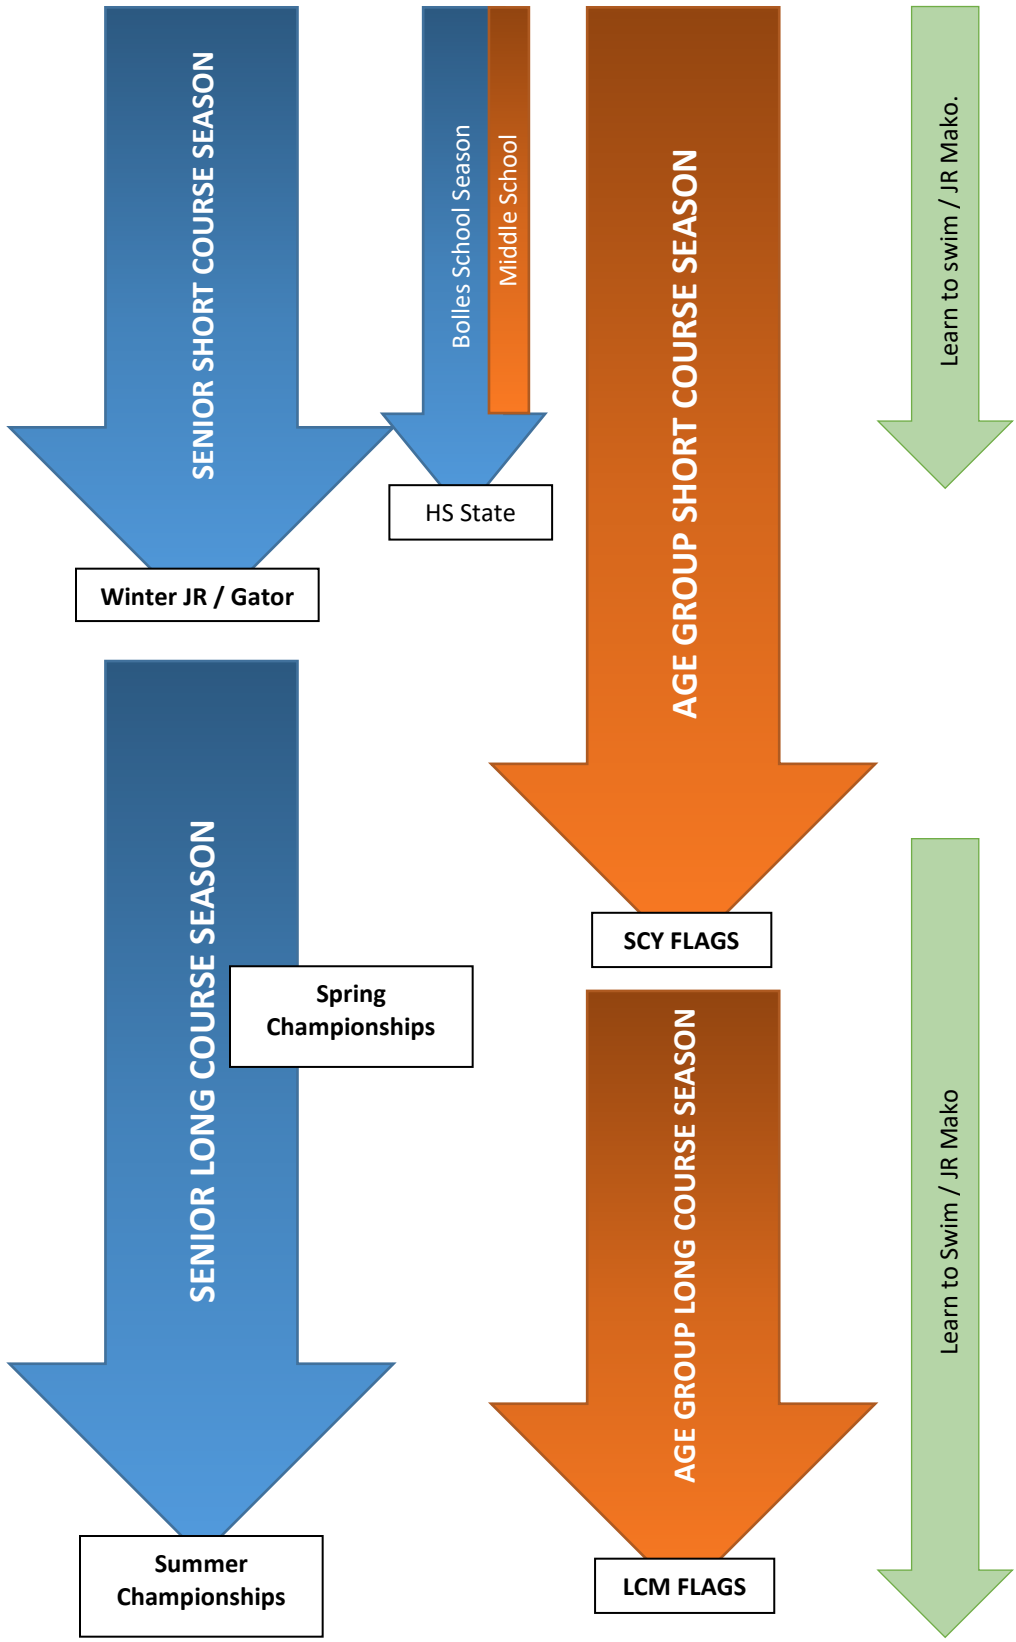 SENIOR SHORT COURSE SEASON
Bolles School Season
Middle School
AGE GROUP SHORT COURSE SEASON
Learn to swim / JR Mako.
HS State
Winter JR / Gator
SENIOR LONG COURSE SEASON
Spring
Championships
SCY FLAGS
AGE GROUP LONG COURSE SEASON
Learn to Swim / JR Mako
Summer
Championships
LCM FLAGS